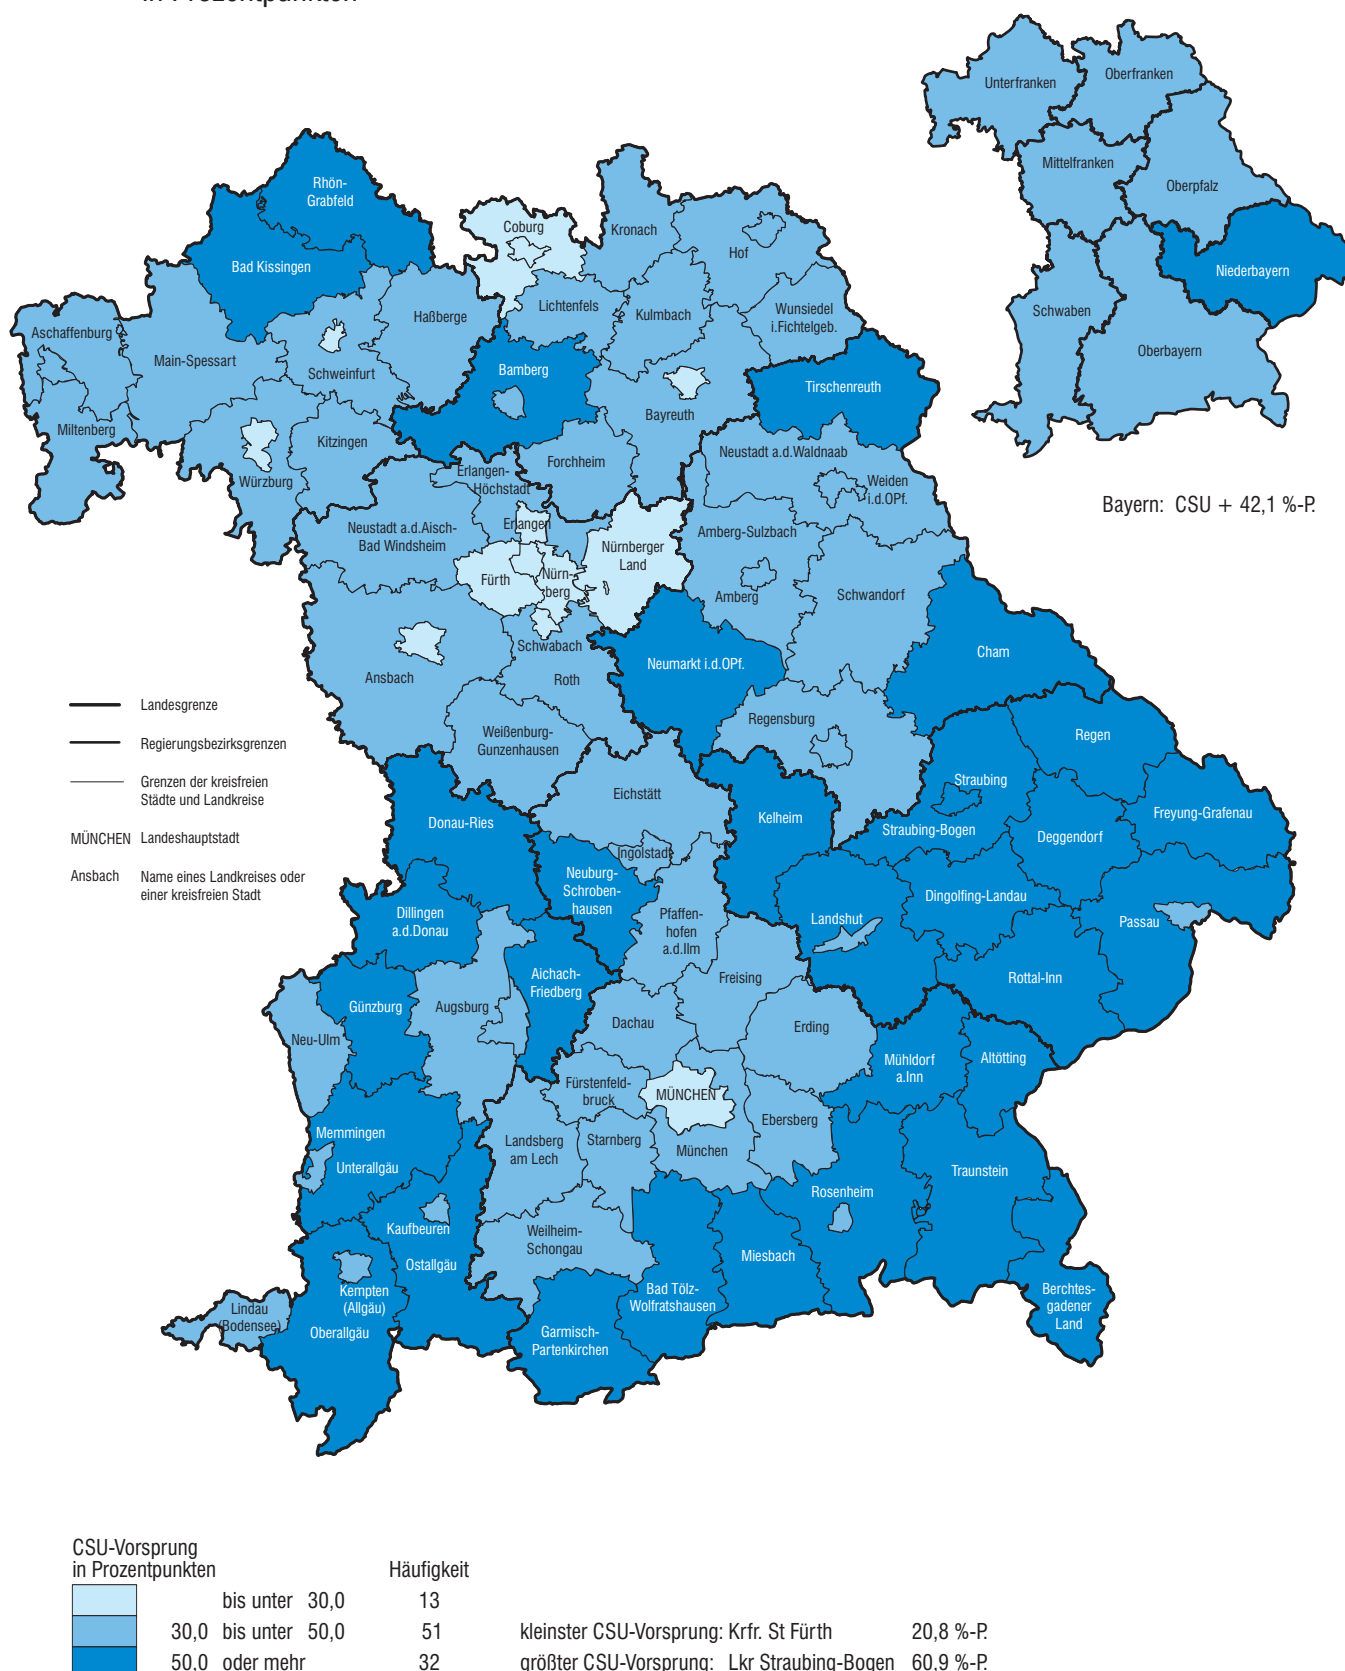 in Prozentpunkten
Unterfranken
Oberfranken
Mittelfranken
Oberpfalz
Niederbayern
Schwaben
Oberbayern
Bayern: CSU + 42,1 %-P.
Rhön-
Grabfeld
Bad Kissingen
Coburg
Kronach
Hof
Lichtenfels
Kulmbach
Wunsiedel
i.Fichtelgeb.
Haßberge
Aschaffenburg
Main-Spessart
Schweinfurt
Bamberg
Tirschenreuth
Bayreuth
Miltenberg
Kitzingen
Würzburg
Forchheim
Erlangen-
Höchstadt
Neustadt a.d.Waldnaab
Weiden
i.d.OPf.
Neustadt a.d.Aisch-
Bad Windsheim
Erlangen
Nürnberger
Land
Amberg-Sulzbach
Fürth
Nürn-
berg
Amberg
Schwandorf
Schwabach
Roth
Ansbach
Neumarkt i.d.OPf.
Cham
Regensburg
Weißenburg-
Gunzenhausen
Regen
Landesgrenze
Regierungsbezirksgrenzen
Grenzen der kreisfreien
Städte und Landkreise
MÜNCHEN Landeshauptstadt
Ansbach Name eines Landkreises oder
einer kreisfreien Stadt
Eichstätt
Straubing
Freyung-Grafenau
Donau-Ries
Kelheim
Straubing-Bogen
Deggendorf
Ingolstadt
Neuburg-
Schroben-
hausen
Dingolfing-Landau
Dillingen
a.d.Donau
Pfaffen-
hofen
a.d.Ilm
Landshut
Passau
Aichach-
Friedberg
Freising
Rottal-Inn
Günzburg
Augsburg
Dachau
Erding
Neu-Ulm
Mühldorf
a.Inn
Altötting
Fürstenfeld-
bruck
MÜNCHEN
Ebersberg
Memmingen
Landsberg
am Lech
Starnberg
München
Unterallgäu
Rosenheim
Traunstein
Kaufbeuren
Weilheim-
Schongau
Miesbach
Ostallgäu
Kempten
(Allgäu)
Bad Tölz-
Wolfratshausen
Berchtes-
gadener
Land
Lindau
(Bodensee)
Oberallgäu
Garmisch-
Partenkirchen
CSU-Vorsprung
in Prozentpunkten Häufigkeit
bis unter 30,0 13
30,0 bis unter 50,0 51 kleinster CSU-Vorsprung: Krfr. St Fürth 20,8 %-P.
50,0 oder mehr 32 größter CSU-Vorsprung: Lkr Straubing-Bogen 60,9 %-P.